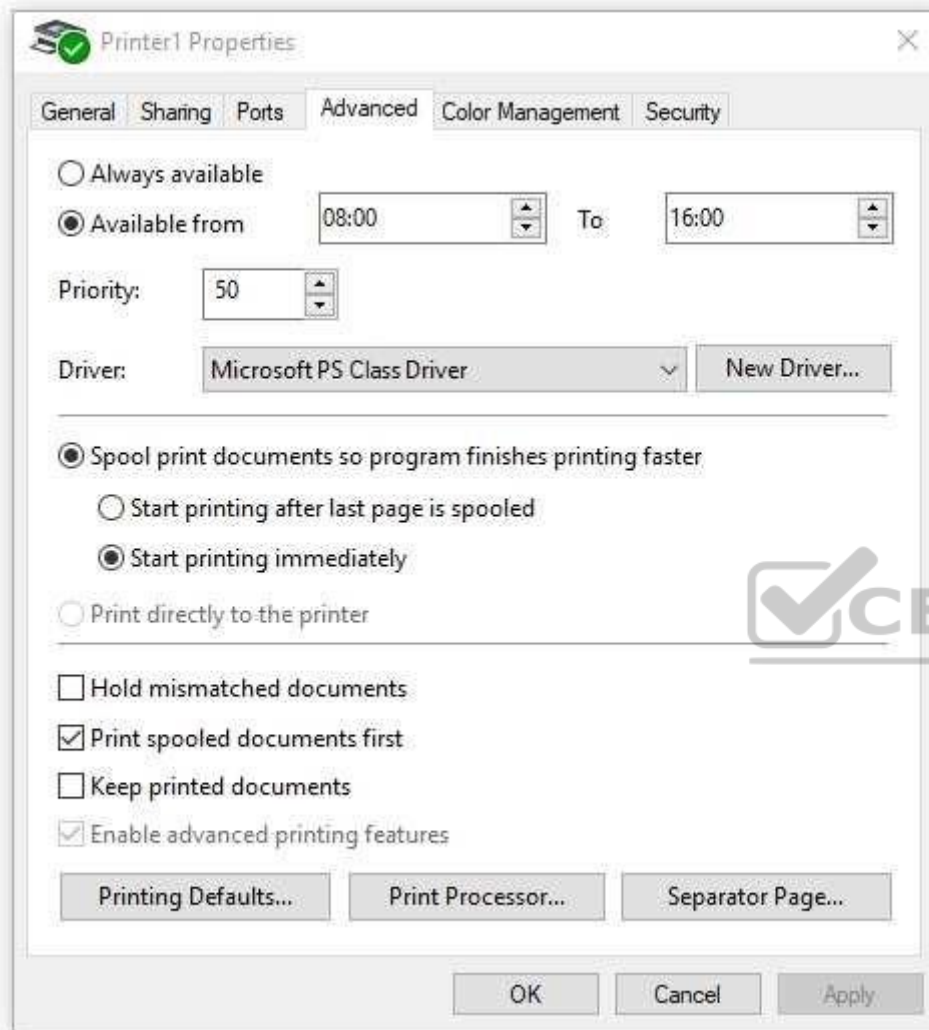 Printer1 Properties
General Sharing Ports Advanced Color Management Security
Always available
Available from 08:00 To 16:00
Priority: 50
Driver: Microsoft PS Class Driver New Driver...
Spool print documents so program finishes printing faster
Start printing after last page is spooled
Start printing immediately
Print directly to the printer
CE
Hold mismatched documents
Print spooled documents first
Keep printed documents
Enable advanced printing features
Printing Defaults... Print Processor... Separator Page...
OK Cancel Apply